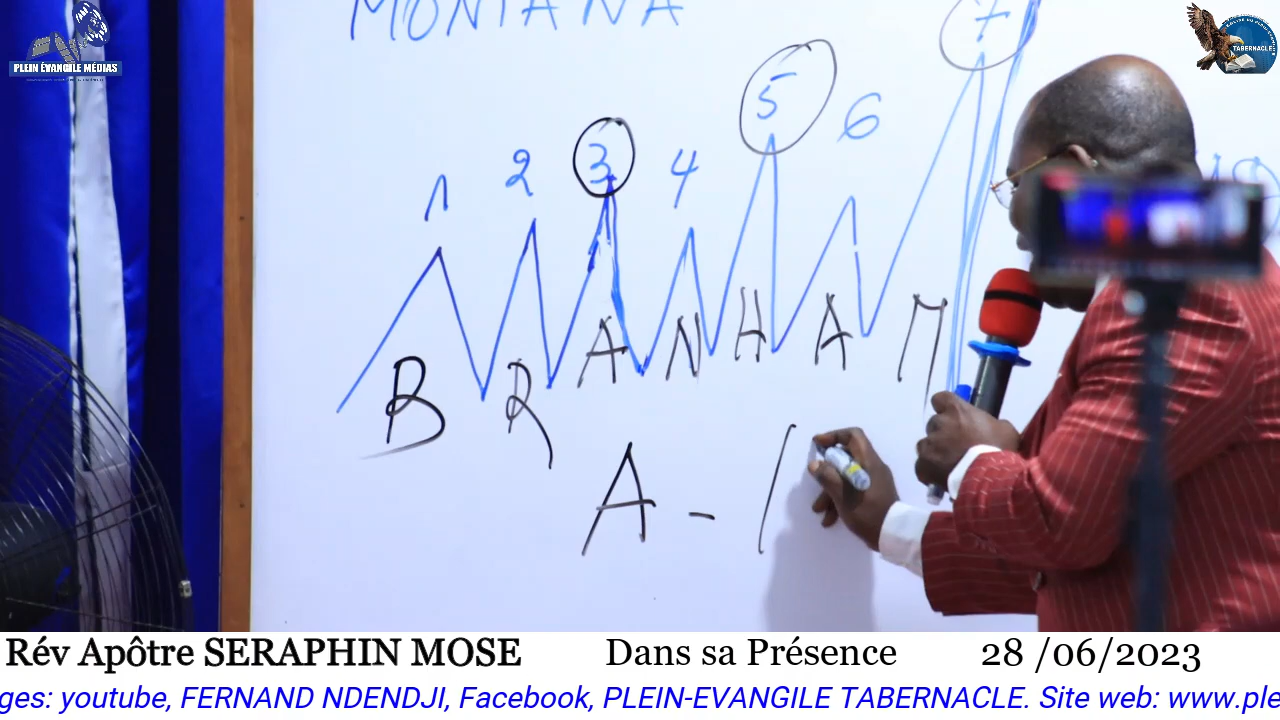 MONTANA
PLEIN ÉVANGILE MÉDIAS
TABERNACLE
7
5
6
1 2 3 4
B R A N H A M
A -
Rév Apôtre SERAPHIN MOSE Dans sa Présence 28 /06/2023
ges: youtube, FERNAND NDENDJI, Facebook, PLEIN-EVANGILE TABERNACLE. Site web: www.ple